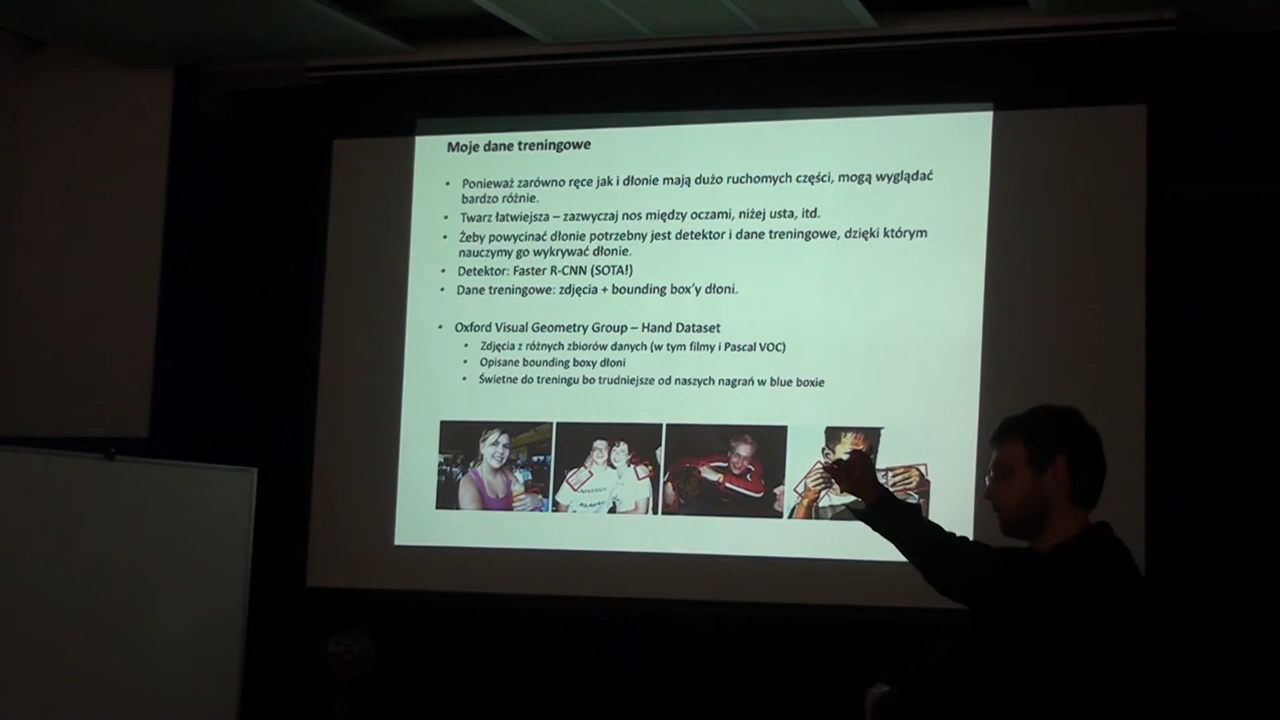 Moje dane treningowe
• Ponieważ zarówno ręce jak i dłonie mają dużo ruchomych części, mogą wyglądać
bardzo różnie.
• Twarz łatwiejsza – zazwyczaj nos między oczami, niżej usta, itd.
• Żeby powycinać dłonie potrzebny jest detektor i dane treningowe, dzięki którym
nauczymy go wykrywać dłonie.
• Detektor: Faster R-CNN (SOTA!)
• Dane treningowe: zdjęcia + bounding box'y dłoni.
• Oxford Visual Geometry Group – Hand Dataset
• Zdjęcia z różnych zbiorów danych (w tym filmy i Pascal VOC)
• Opisane bounding boxy dłoni
• Świetne do treningu bo trudniejsze od naszych nagrań w blue boxie